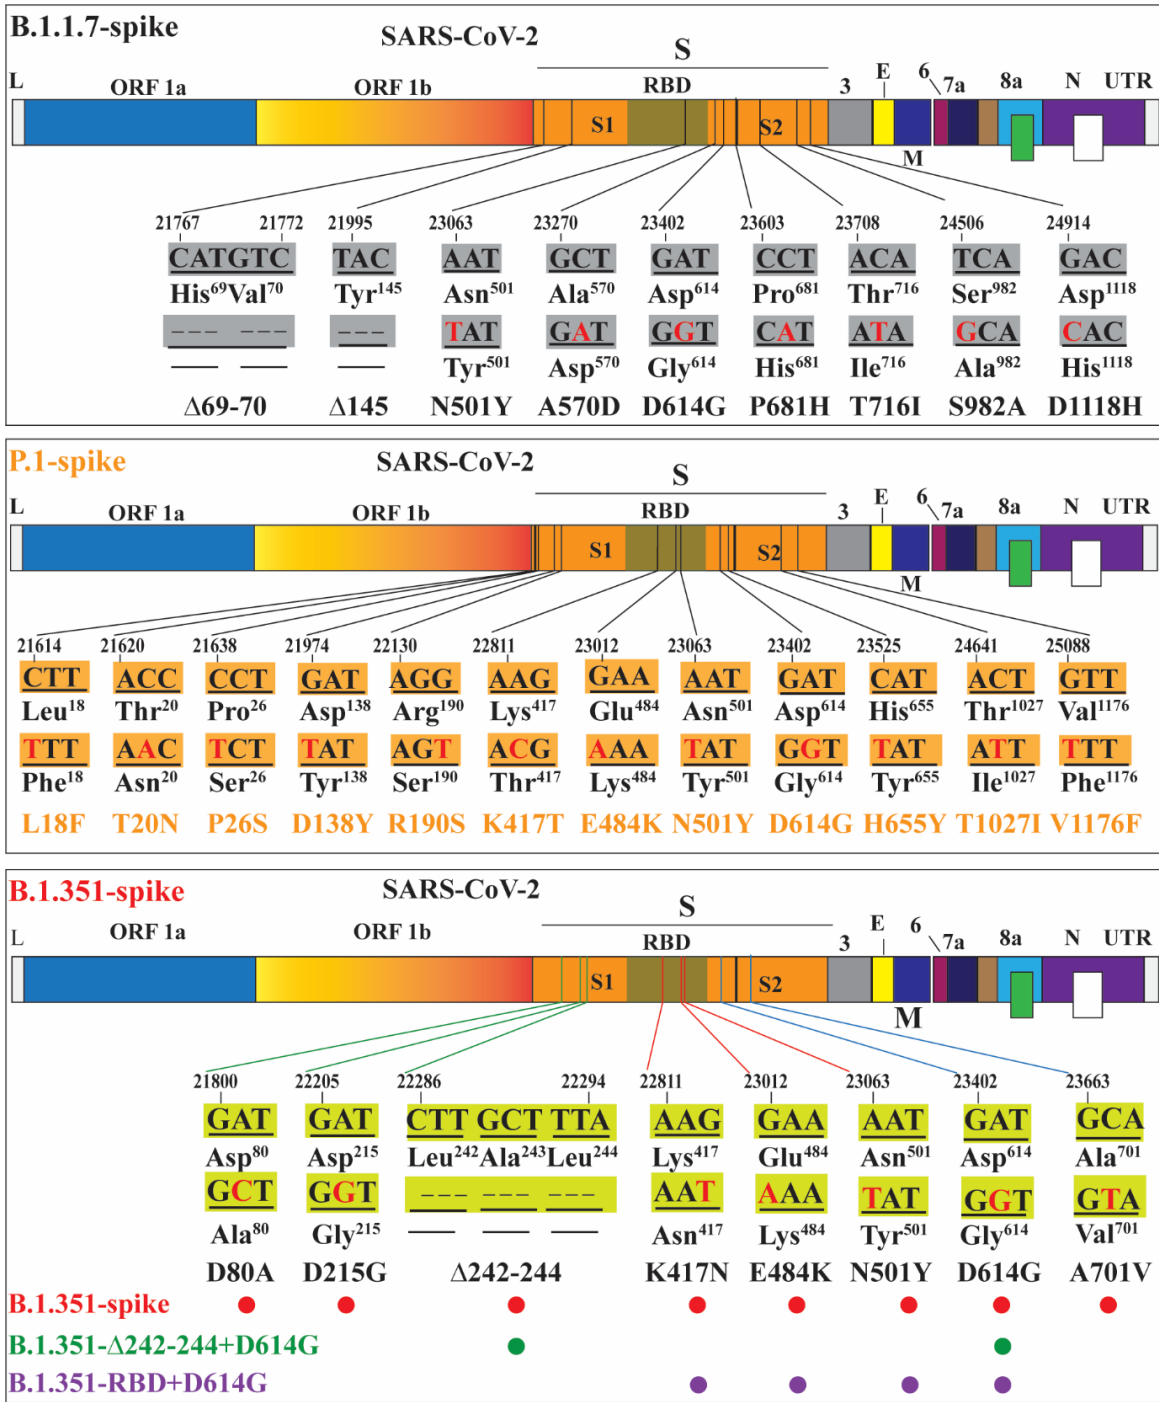 B.1.1.7-spike
SARS-CoV-2
S
L ORF 1a ORF 1b RBD 3 E 6 7a 8a N UTR
S1 S2
M
21767 21772 21995 23063 23270 23402 23603 23708 24506 24914
CATGTC TAC AAT GCT GAT CCT ACA TCA GAC
His69Val70 Tyr145 Asn501 Ala570 Asp614 Pro681 Thr716 Ser982 Asp1118
--- --- --- TAT GAT GGT CAT ATA GCA CAC
Tyr501 Asp570 Gly614 His681 Ile716 Ala982 His1118
Δ69-70 Δ145 N501Y A570D D614G P681H T716I S982A D1118H
P.1-spike
SARS-CoV-2
S
L ORF 1a ORF 1b RBD 3 E 6 7a 8a N UTR
S1 S2
M
21614 21620 21638 21974 22130 22811 23012 23063 23402 23525 24641 25088
CTT ACC CCT GAT AGG AAG GAA AAT GAT CAT ACT GTT
Leu18 Thr20 Pro26 Asp138 Arg190 Lys417 Glu484 Asn501 Asp614 His655 Thr1027 Val1176
TTT AAC TCT TAT AGT ACG AAA TAT GGT TAT ATT TTT
Phe18 Asn20 Ser26 Tyr138 Ser190 Thr417 Lys484 Tyr501 Gly614 Tyr655 Ile1027 Phe1176
L18F T20N P26S D138Y R190S K417T E484K N501Y D614G H655Y T1027I V1176F
B.1.351-spike
SARS-CoV-2
S
L ORF 1a ORF 1b RBD 3 E 6 7a 8a N UTR
S1 S2
M
21800 22205 22286 22294 22811 23012 23063 23402 23663
GAT GAT CTT GCT TTA AAG GAA AAT GAT GCA
Asp80 Asp215 Leu242Ala243Leu244 Lys417 Glu484 Asn501 Asp614 Ala701
GCT GGT --- --- --- AAT AAA TAT GGT GTA
Ala80 Gly215 Asn417 Lys484 Tyr501 Gly614 Val701
D80A D215G Δ242-244 K417N E484K N501Y D614G A701V
B.1.351-spike
B.1.351-Δ242-244+D614G
B.1.351-RBD+D614G